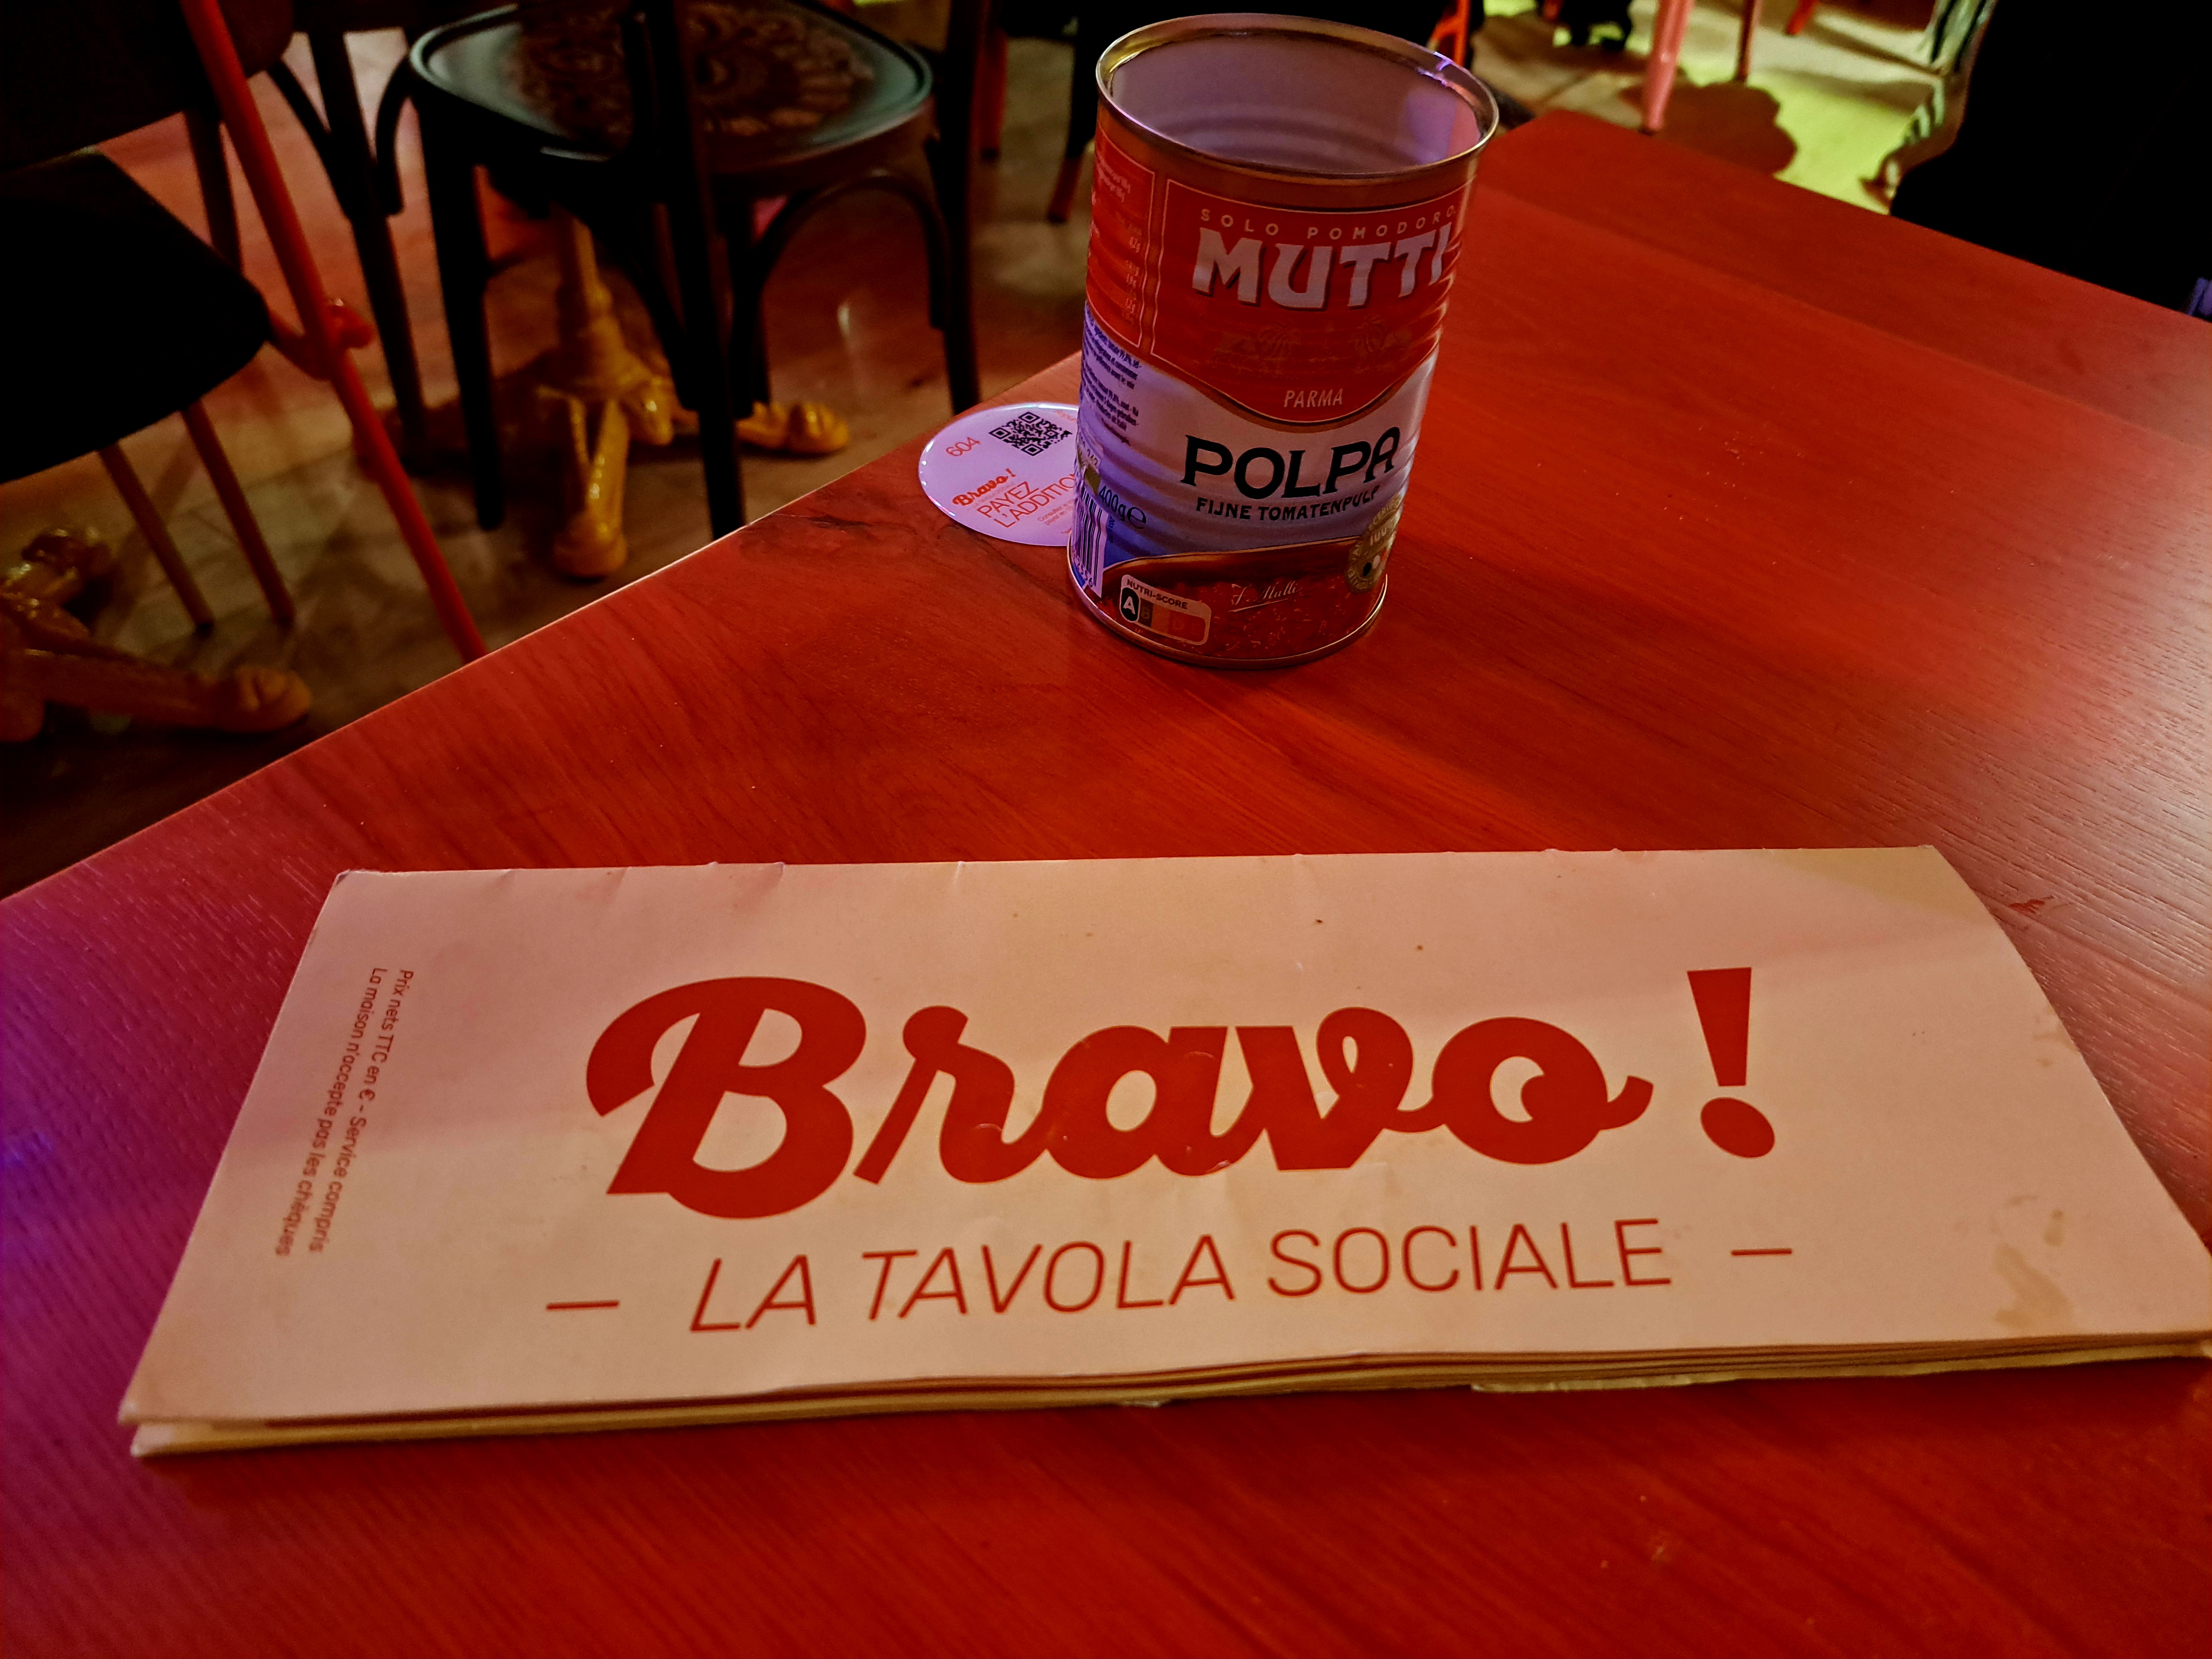 SOLO POMODORO
MUTTI
PARMA
POLPA
FIJNE TOMATENPULP
400g e
NUTRI-SCORE
A
J. Mutti
604
Bravo!
PAYEZ
L'ADDITION
Bravo!
— LA TAVOLA SOCIALE —
Prix nets TTC en € - Service compris
La maison n'accepte pas les chèques